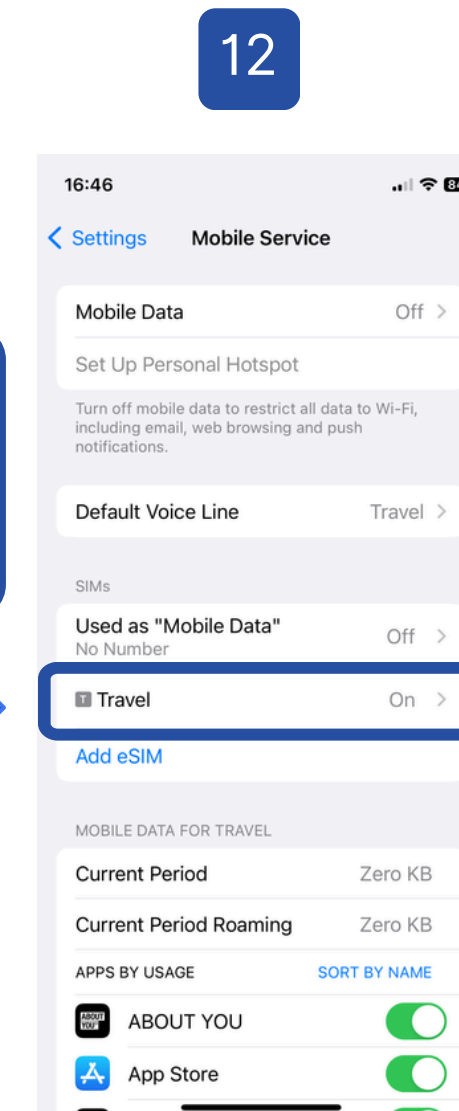 12
16:46
84
Settings Mobile Service
Mobile Data Off
Set Up Personal Hotspot
Turn off mobile data to restrict all data to Wi-Fi,
including email, web browsing and push
notifications.
Default Voice Line Travel
SIMs
Used as "Mobile Data" Off
No Number
T Travel On
Add eSIM
MOBILE DATA FOR TRAVEL
Current Period Zero KB
Current Period Roaming Zero KB
APPS BY USAGE SORT BY NAME
ABOUT YOU ABOUT YOU
App Store